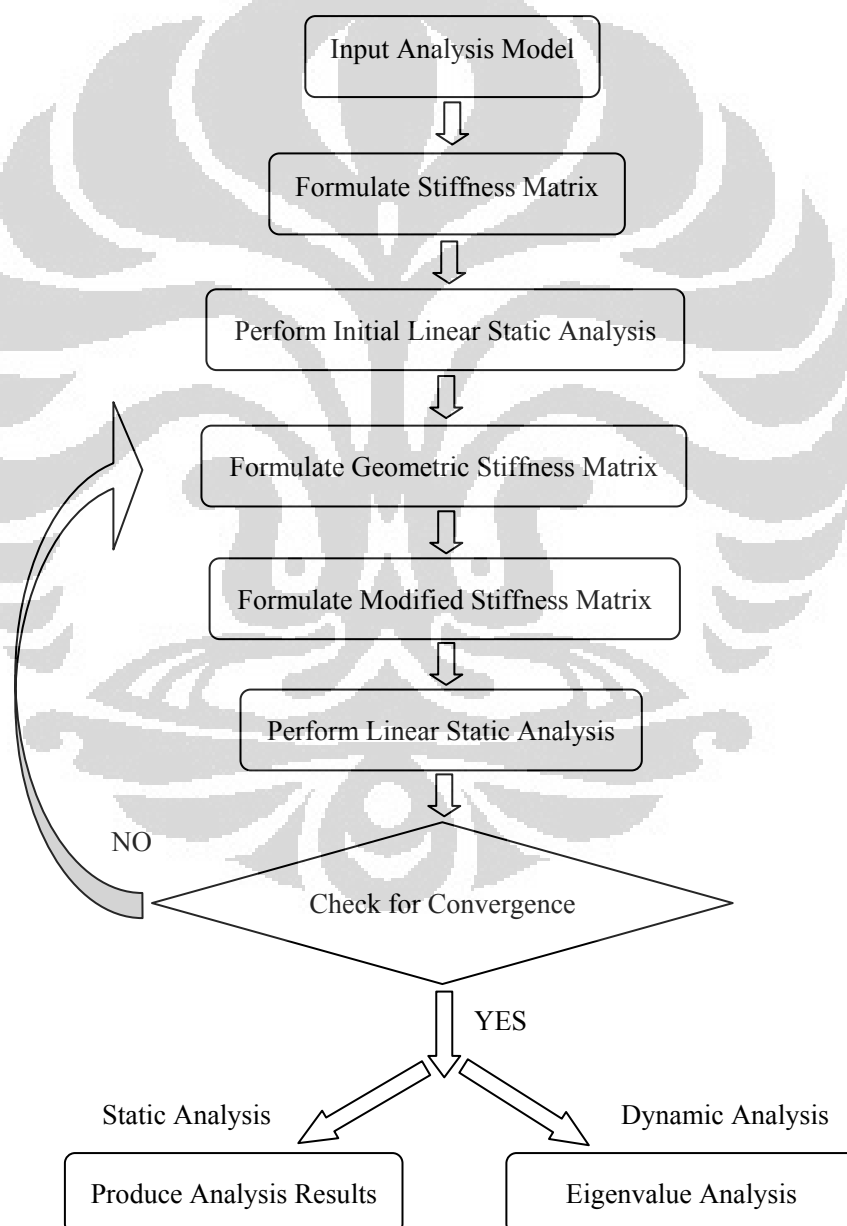 Input Analysis Model
Formulate Stiffness Matrix
Perform Initial Linear Static Analysis
Formulate Geometric Stiffness Matrix
Formulate Modified Stiffness Matrix
Perform Linear Static Analysis
NO
Check for Convergence
YES
Static Analysis
Dynamic Analysis
Produce Analysis Results
Eigenvalue Analysis